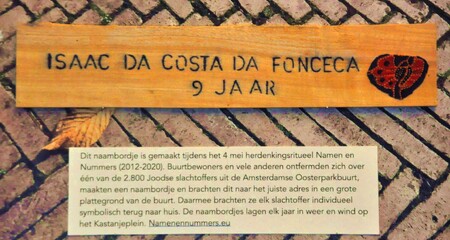 ISAAC DA COSTA DA FONCECA
9 JAAR
Dit naambordje is gemaakt tijdens het 4 mei herdenkingsritueel Namen en
Nummers (2012-2020). Buurtbewoners en vele anderen ontfermden zich over
één van de 2.800 Joodse slachtoffers uit de Amsterdamse Oosterparkbuurt,
maakten een naambordje en brachten dit naar het juiste adres in een grote
plattegrond van de buurt. Daarmee brachten ze elk slachtoffer individueel
symbolisch terug naar huis. De naambordjes lagen elk jaar in weer en wind op
het Kastanjeplein. Namenennummers.eu